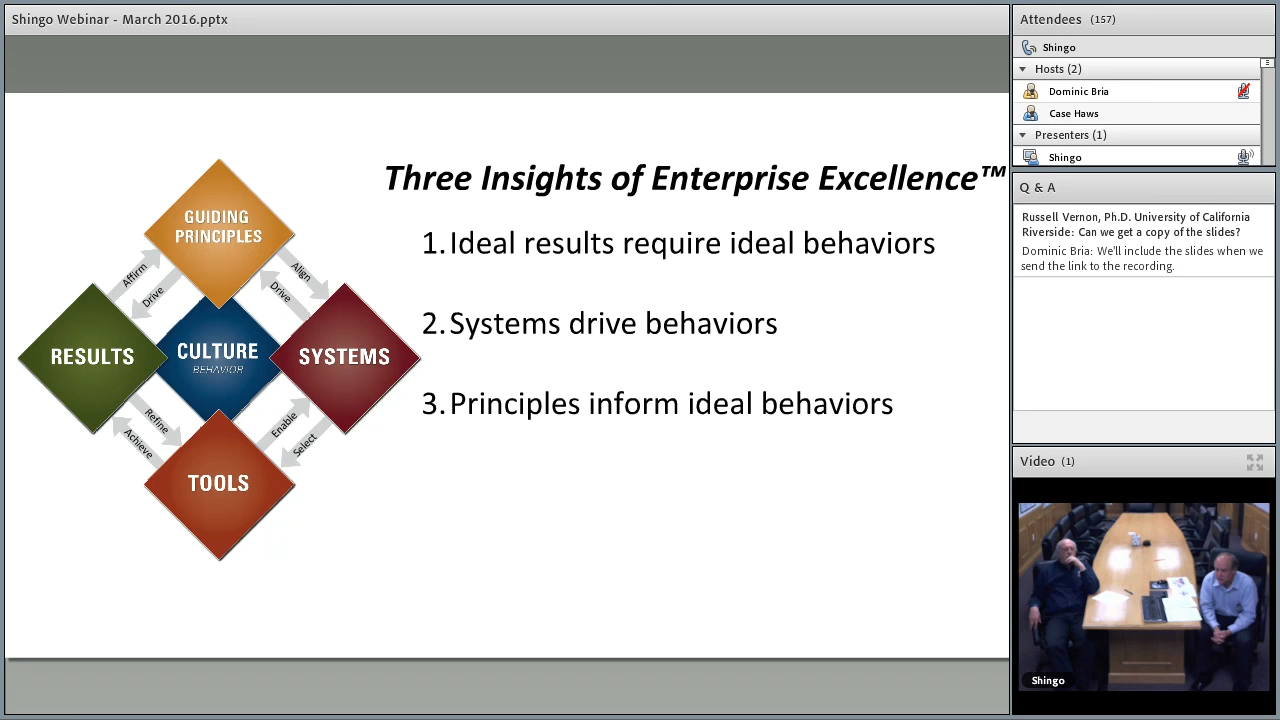 Shingo Webinar - March 2016.pptx
Three Insights of Enterprise Excellence™
1. Ideal results require ideal behaviors
2. Systems drive behaviors
3. Principles inform ideal behaviors
GUIDING
PRINCIPLES
Affirm
Drive
Align
Drive
RESULTS
CULTURE
BEHAVIOR
SYSTEMS
Refine
Achieve
Enable
Select
TOOLS
Attendees (157)
Shingo
Hosts (2)
Dominic Bria
Case Haws
Presenters (1)
Shingo
Q & A
Russell Vernon, Ph.D. University of California
Riverside: Can we get a copy of the slides?
Dominic Bria: We'll include the slides when we
send the link to the recording.
Video (1)
Shingo